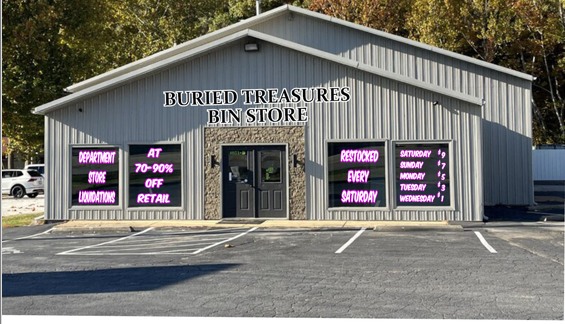 BURIED TREASURES
BIN STORE
DEPARTMENT
STORE
LIQUIDATIONS
AT
70-90%
OFF
RETAIL
RESTOCKED
EVERY
SATURDAY
SATURDAY $9
SUNDAY $7
MONDAY $5
TUESDAY $3
WEDNESDAY $1